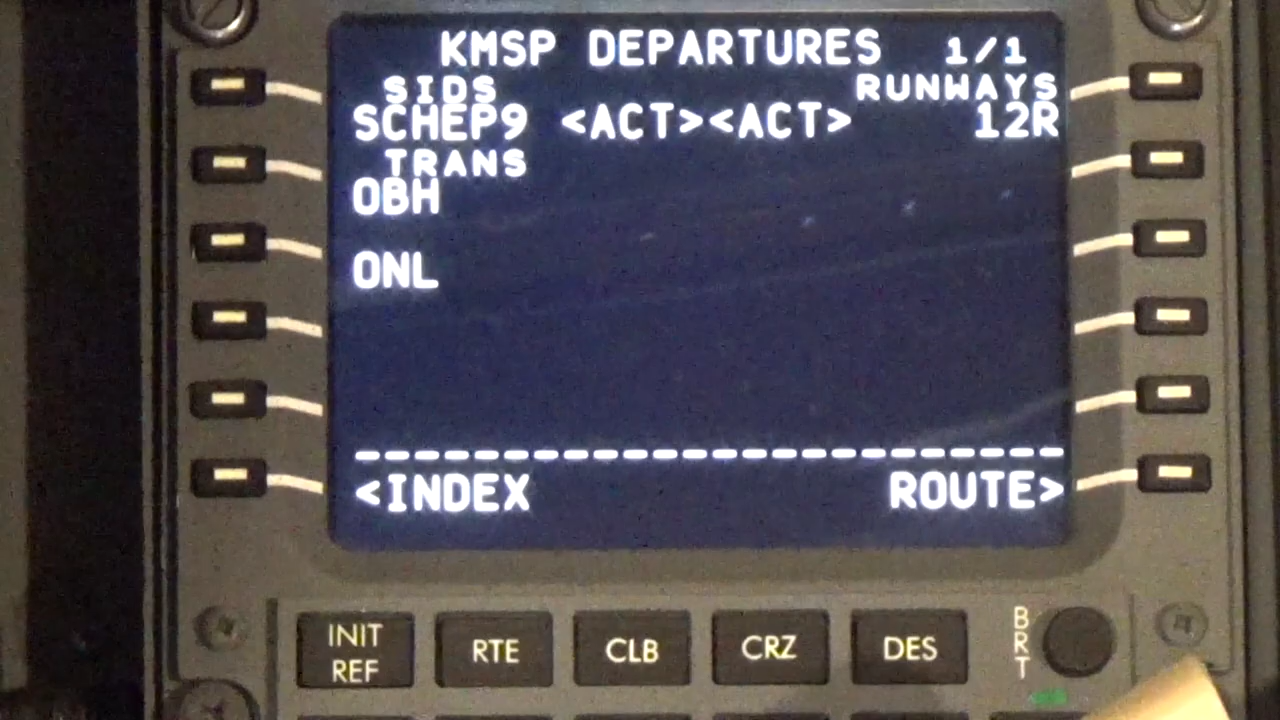 KMSP DEPARTURES 1/1
SIDS RUNWAYS
SCHEP9 <ACT><ACT> 12R
TRANS
OBH
ONL
------------------------
<INDEX ROUTE>
INIT REF
RTE
CLB
CRZ
DES
BRT